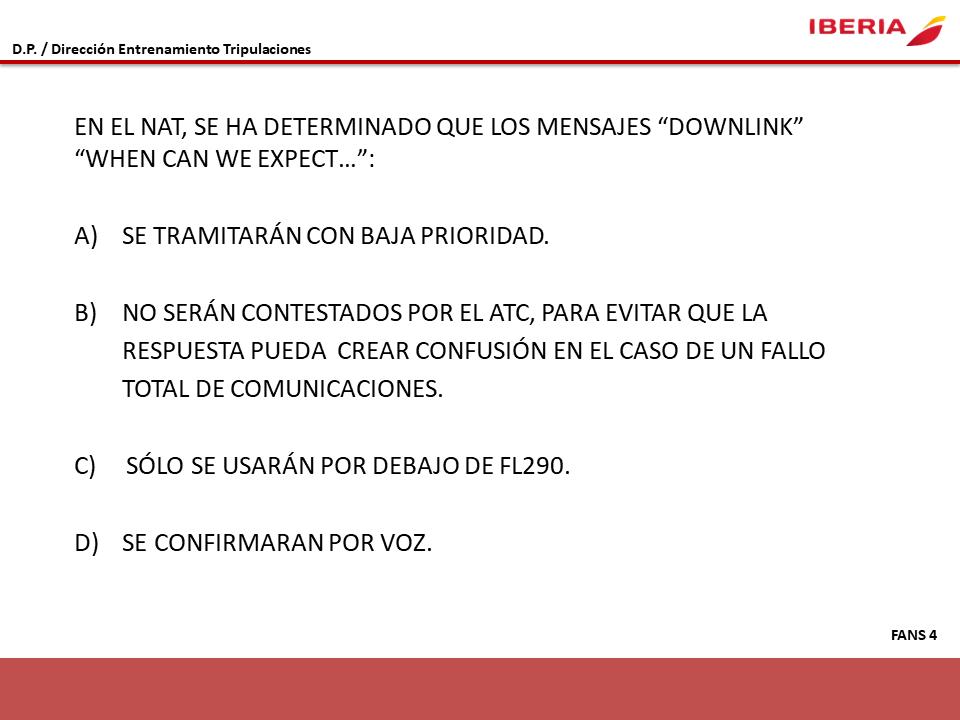 D.P. / Dirección Entrenamiento Tripulaciones
IBERIA
EN EL NAT, SE HA DETERMINADO QUE LOS MENSAJES “DOWNLINK”
“WHEN CAN WE EXPECT…”:
A) SE TRAMITARÁN CON BAJA PRIORIDAD.
B) NO SERÁN CONTESTADOS POR EL ATC, PARA EVITAR QUE LA
RESPUESTA PUEDA CREAR CONFUSIÓN EN EL CASO DE UN FALLO
TOTAL DE COMUNICACIONES.
C) SÓLO SE USARÁN POR DEBAJO DE FL290.
D) SE CONFIRMARAN POR VOZ.
FANS 4